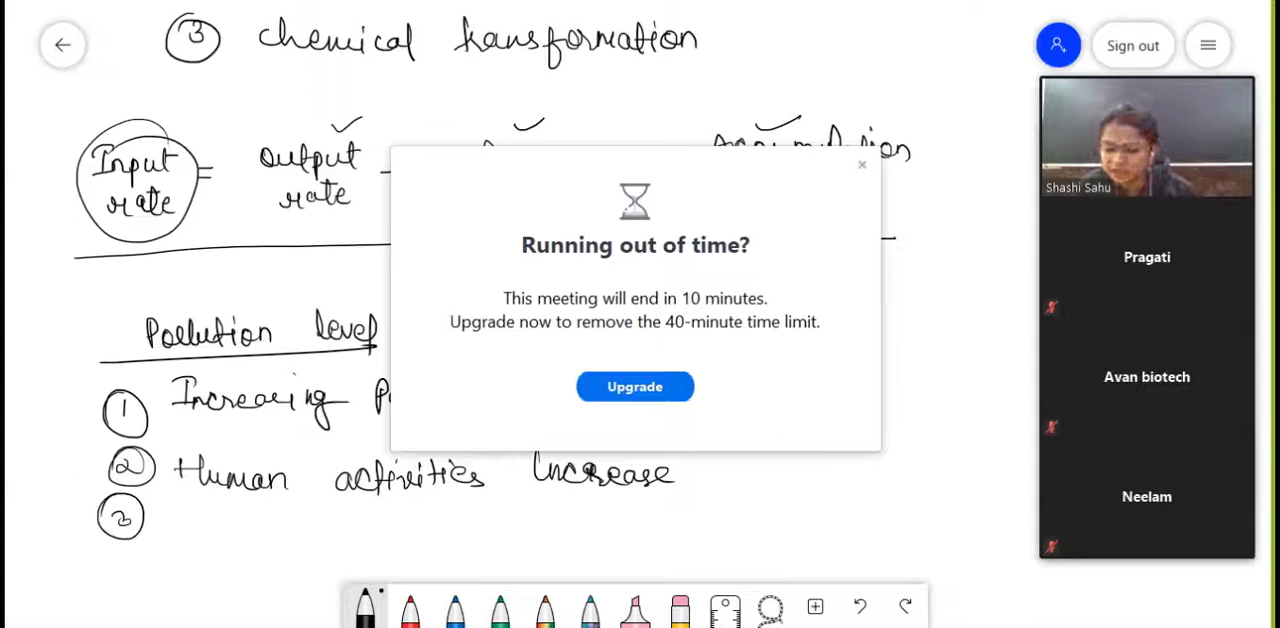 ③ chemical transformation
Sign out
Input rate = output rate -
Shashi Sahu
Running out of time?
This meeting will end in 10 minutes.
Upgrade now to remove the 40-minute time limit.
Upgrade
Pragati
Pollution level
① Increasing
Avan biotech
② Human activities Increase
Neelam
③